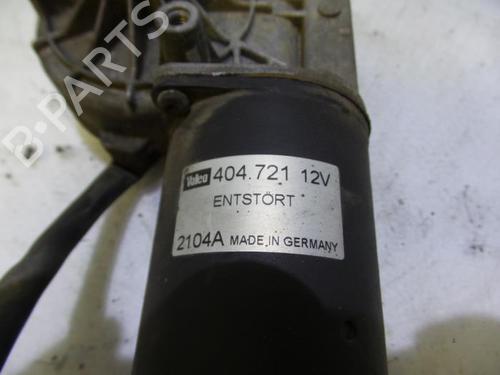 B-PARTS
Valeo 404.721 12V
ENTSTÖRT
2104A MADE IN GERMANY